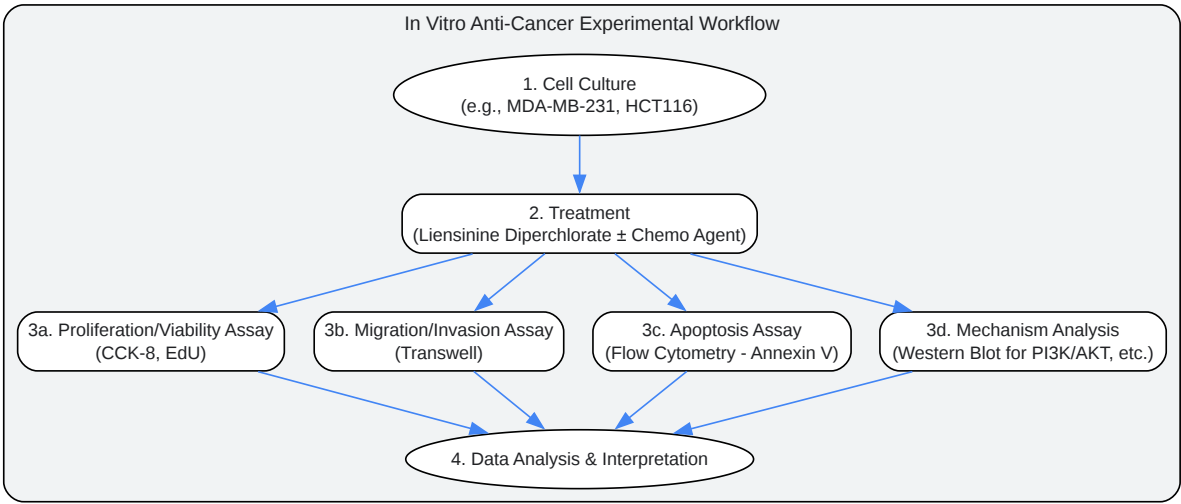 In Vitro Anti-Cancer Experimental Workflow
1. Cell Culture
(e.g., MDA-MB-231, HCT116)
2. Treatment
(Liensinine Diperchlorate ± Chemo Agent)
3a. Proliferation/Viability Assay
(CCK-8, EdU)
3b. Migration/Invasion Assay
(Transwell)
3c. Apoptosis Assay
(Flow Cytometry - Annexin V)
3d. Mechanism Analysis
(Western Blot for PI3K/AKT, etc.)
4. Data Analysis & Interpretation